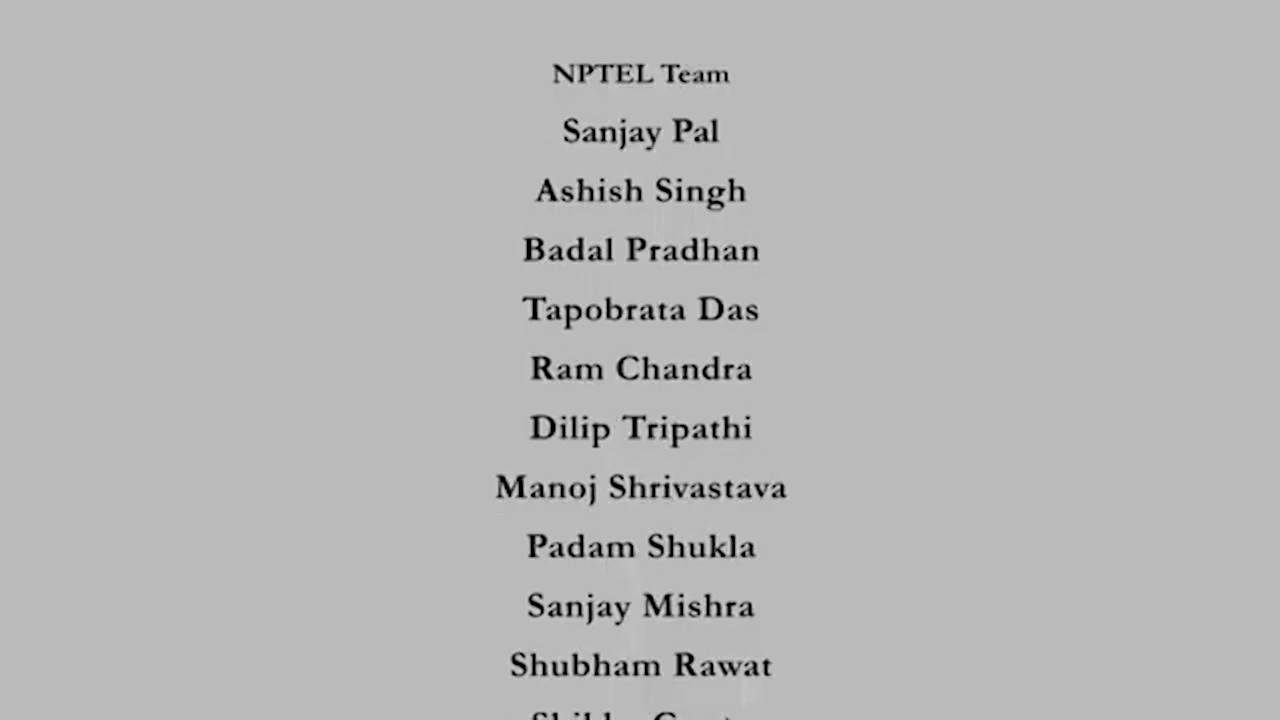 NPTEL Team
Sanjay Pal
Ashish Singh
Badal Pradhan
Tapobrata Das
Ram Chandra
Dilip Tripathi
Manoj Shrivastava
Padam Shukla
Sanjay Mishra
Shubham Rawat